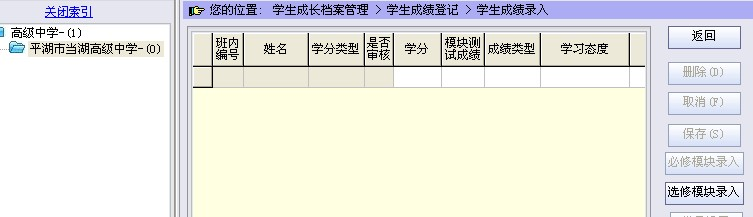 关闭索引
高级中学-(1)
平湖市当湖高级中学-(0)
您的位置: 学生成长档案管理 > 学生成绩登记 > 学生成绩录入
班内编号 姓名 学分类型 是否审核 学分 模块测试成绩 成绩类型 学习态度
返回
删除(D)
取消(F)
保存(S)
必修模块录入
选修模块录入